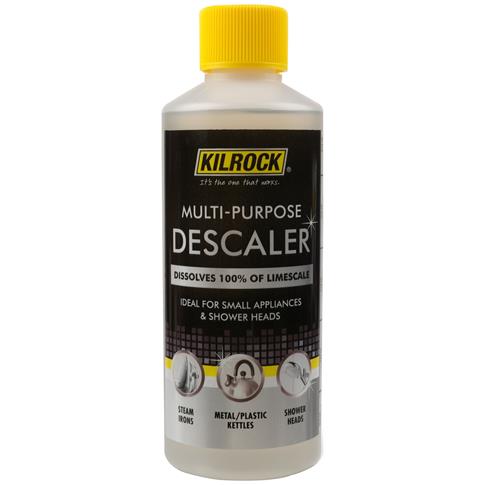 KILROCK®
It's the one that works.
MULTI-PURPOSE
DESCALER
DISSOLVES 100% OF LIMESCALE
IDEAL FOR SMALL APPLIANCES
& SHOWER HEADS
STEAM
IRONS
METAL/PLASTIC
KETTLES
SHOWER
HEADS